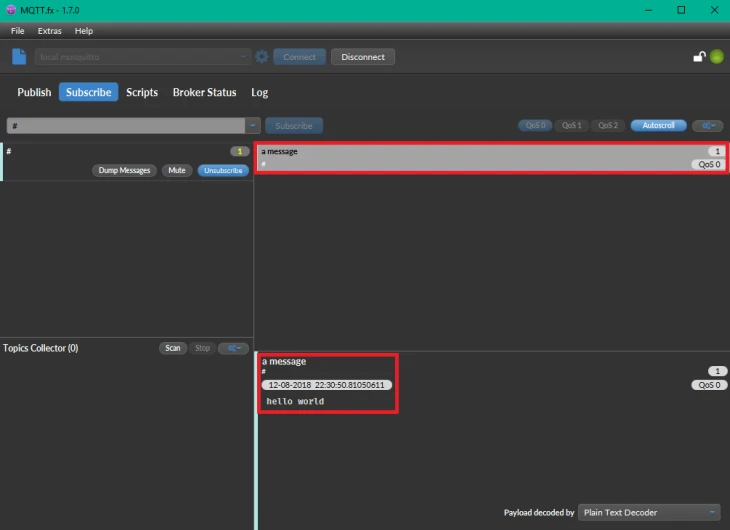 MQTT.fx - 1.7.0
File Extras Help
local mosquitto Connect Disconnect
Publish Subscribe Scripts Broker Status Log
# Subscribe QoS 0 QoS 1 QoS 2 Autoscroll
# 1
Dump Messages Mute Unsubscribe
a message 1
# QoS 0
Topics Collector (0) Scan Stop
a message
# 1
12-08-2018 22:30:50.81050611 QoS 0
hello world
Payload decoded by Plain Text Decoder